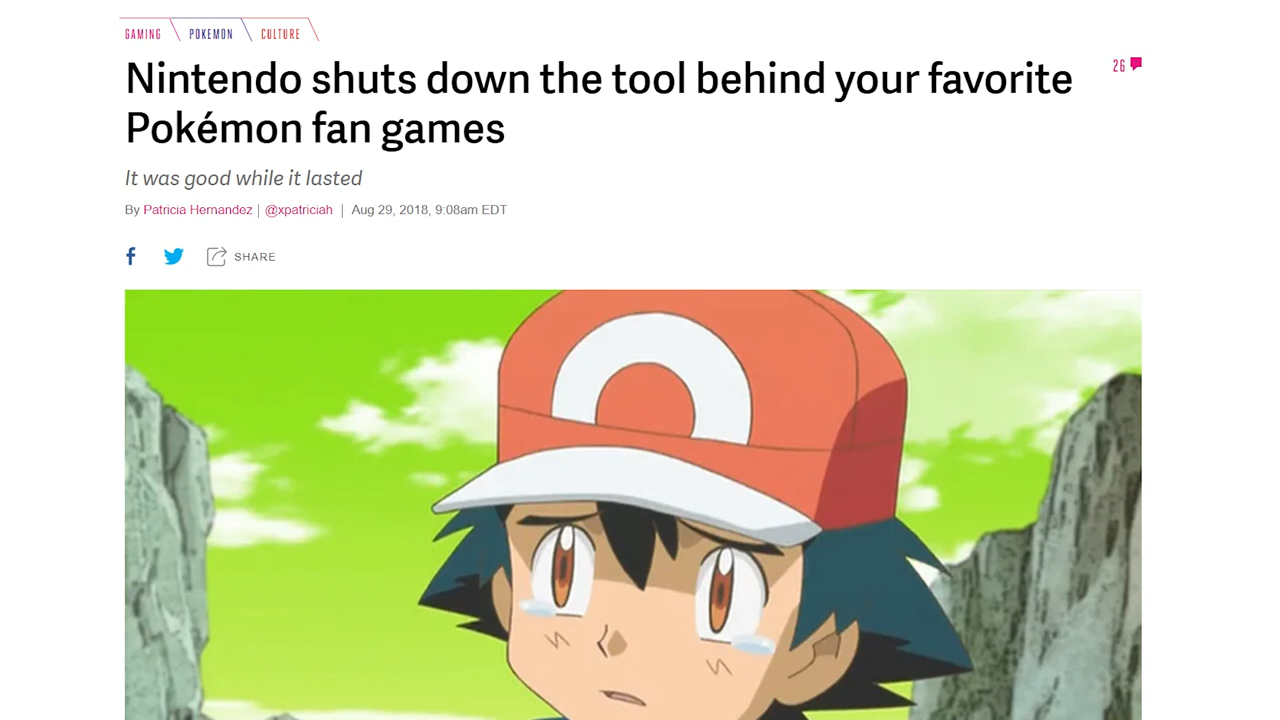 GAMING POKEMON CULTURE
Nintendo shuts down the tool behind your favorite
Pokémon fan games
26
It was good while it lasted
By Patricia Hernandez | @xpatriciah | Aug 29, 2018, 9:08am EDT
SHARE